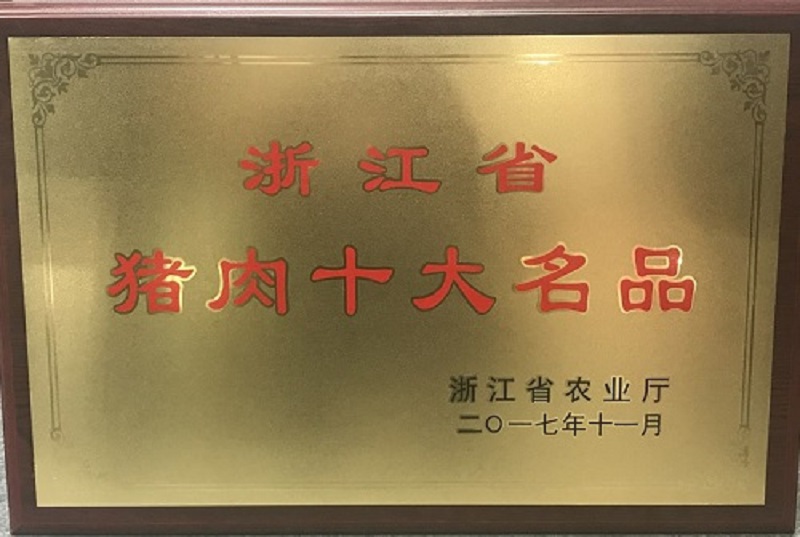 浙江省
猪肉十大名品
浙江省农业厅
二〇一七年十一月